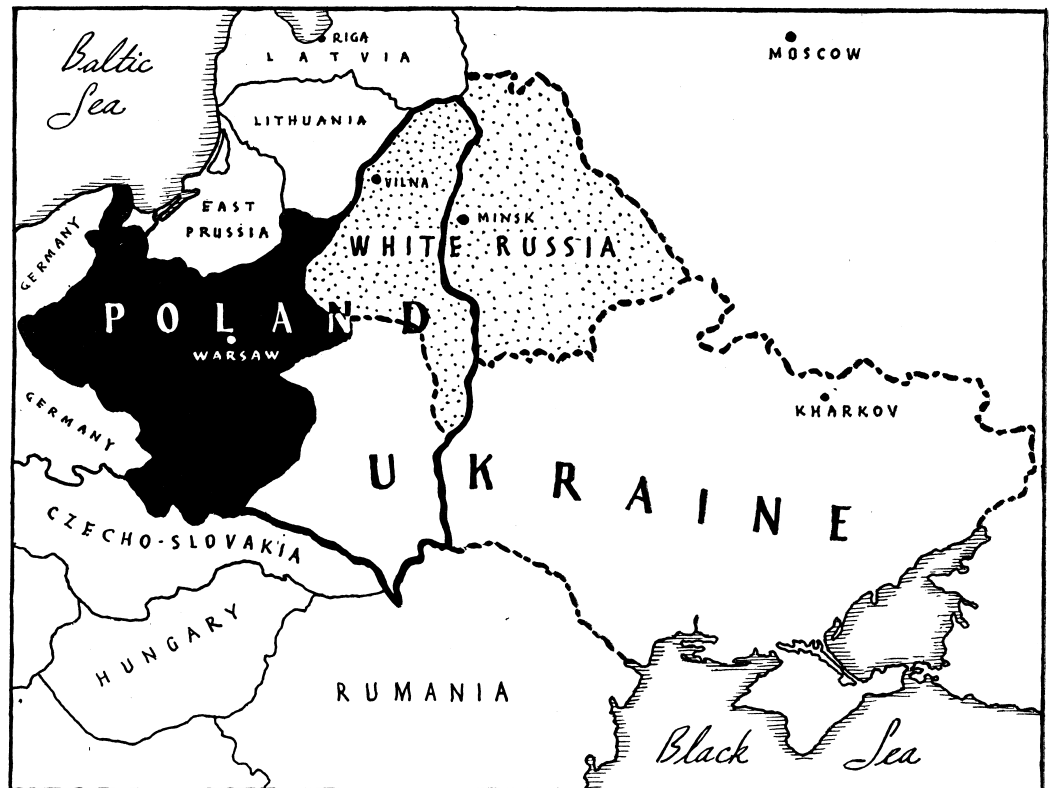 Baltic
Sea
RIGA
LATVIA
MOSCOW
LITHUANIA
VILNA
EAST
PRUSSIA
MINSK
GERMANY
WHITE RUSSIA
POLAND
WARSAW
GERMANY
KHARKOV
UKRAINE
CZECHO-SLOVAKIA
HUNGARY
RUMANIA
Black Sea